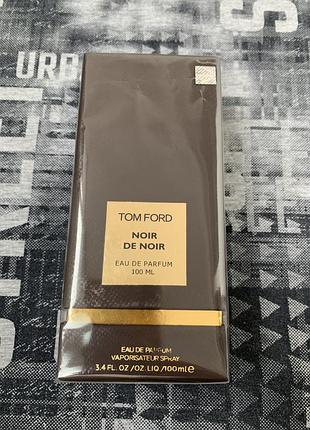 URB
TOM FORD
NOIR
DE NOIR
EAU DE PARFUM
100 ML
EAU DE PARFUM
VAPORISATEUR SPRAY
3.4 FL. OZ./OZ.LIQ./100ml℮